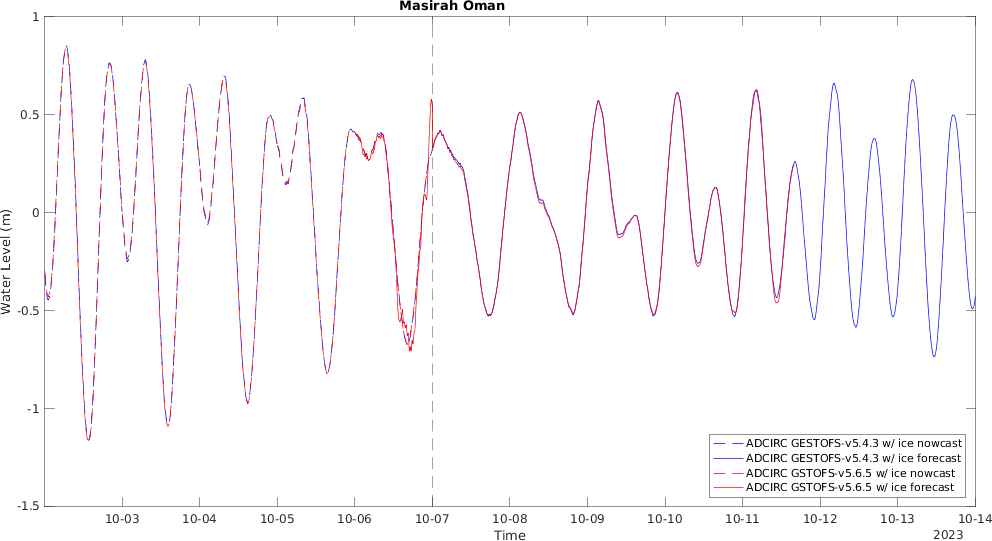 Masirah Oman
Water Level (m)
1
0.5
0
-0.5
-1
-1.5
10-03 10-04 10-05 10-06 10-07 10-08 10-09 10-10 10-11 10-12 10-13 10-14
Time
2023
ADCIRC GESTOFS-v5.4.3 w/ ice nowcast
ADCIRC GESTOFS-v5.4.3 w/ ice forecast
ADCIRC GSTOFS-v5.6.5 w/ ice nowcast
ADCIRC GSTOFS-v5.6.5 w/ ice forecast